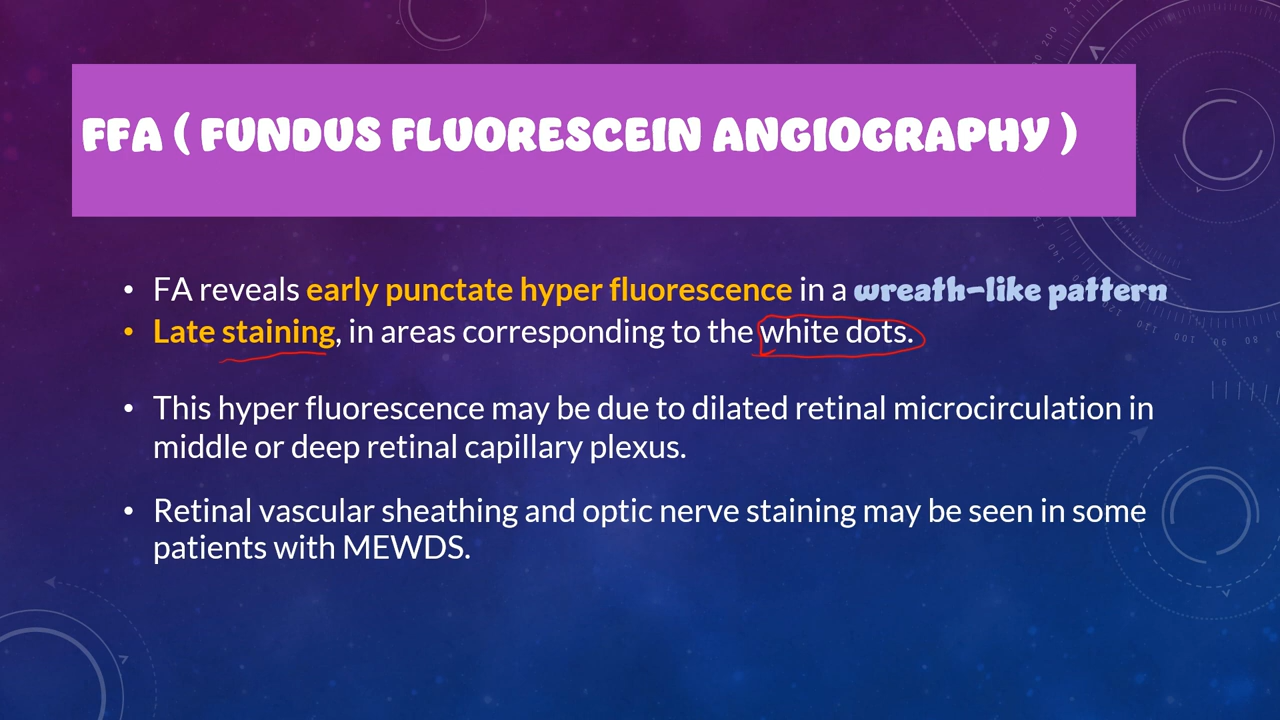 FFA ( FUNDUS FLUORESCEIN ANGIOGRAPHY )
• FA reveals early punctate hyper fluorescence in a wreath-like pattern
• Late staining, in areas corresponding to the white dots.
• This hyper fluorescence may be due to dilated retinal microcirculation in
middle or deep retinal capillary plexus.
• Retinal vascular sheathing and optic nerve staining may be seen in some
patients with MEWDS.